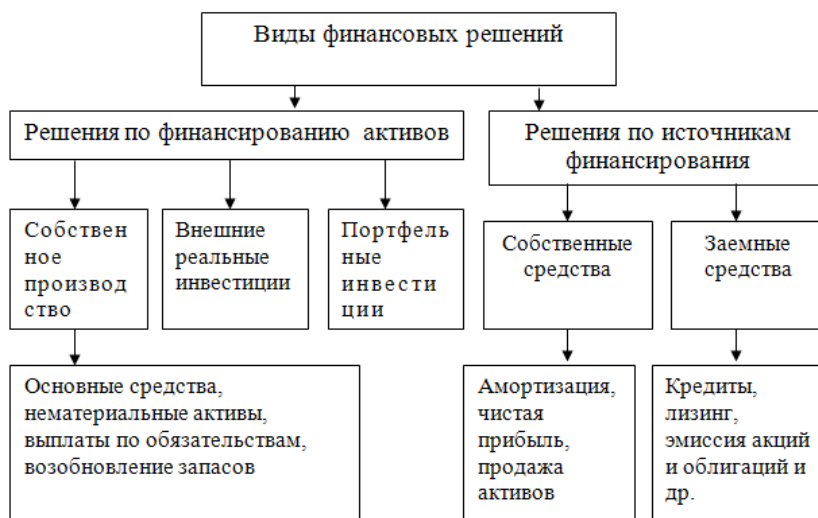 Виды финансовых решений
Решения по финансированию активов
Решения по источникам
финансирования
Собствен
ное
производ
ство
Внешние
реальные
инвестиции
Портфель
ные
инвести
ции
Собственные
средства
Заемные
средства
Основные средства,
нематериальные активы,
выплаты по обязательствам,
возобновление запасов
Амортизация,
чистая
прибыль,
продажа
активов
Кредиты,
лизинг,
эмиссия акций
и облигаций и
др.